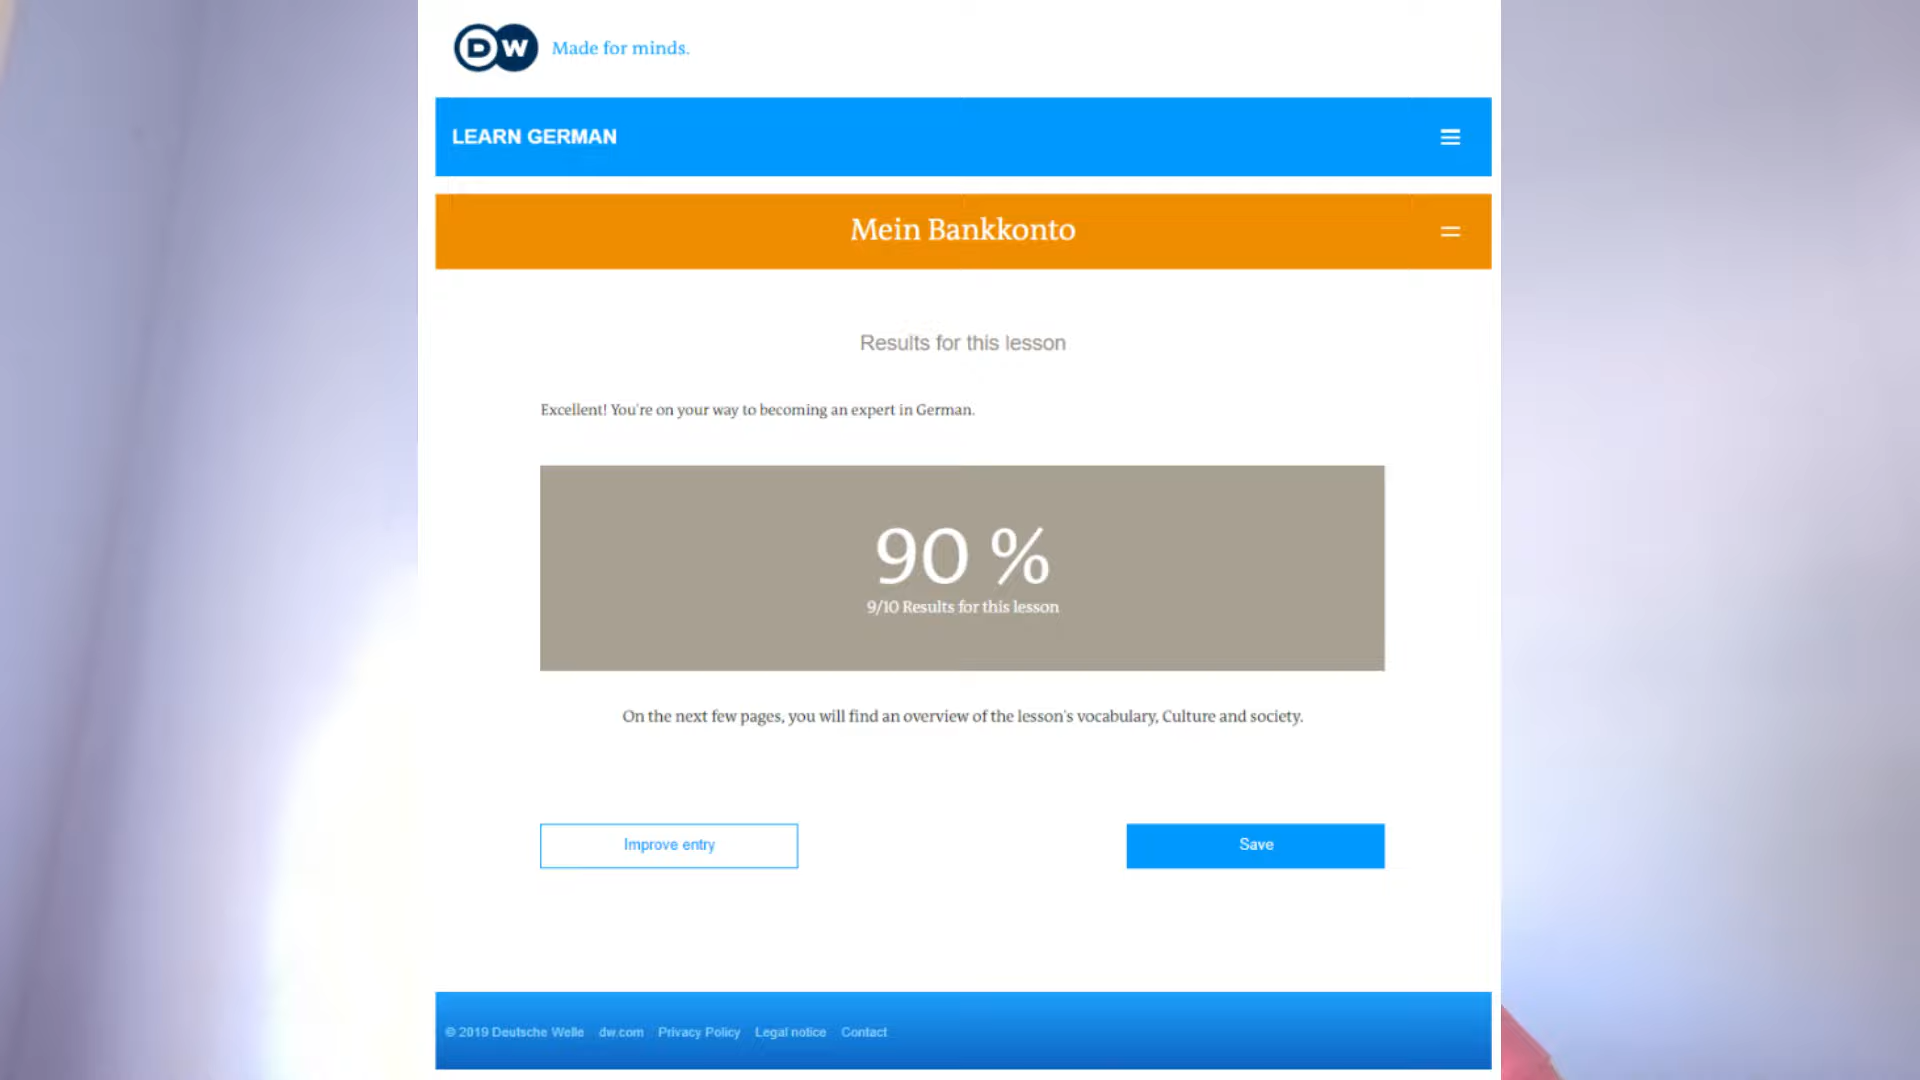 DW Made for minds.
LEARN GERMAN
Mein Bankkonto
Results for this lesson
Excellent! You're on your way to becoming an expert in German.
90 %
9/10 Results for this lesson
On the next few pages, you will find an overview of the lesson's vocabulary, Culture and society.
Improve entry
Save
© 2019 Deutsche Welle dw.com Privacy Policy Legal notice Contact